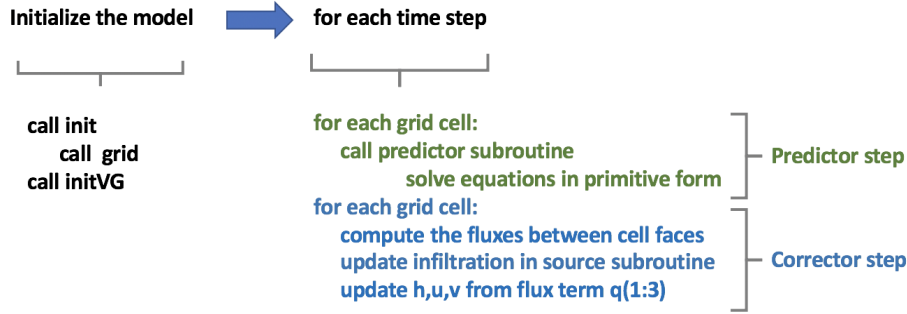 Initialize the model
for each time step
call init
call grid
call initVG
for each grid cell:
call predictor subroutine
solve equations in primitive form
Predictor step
for each grid cell:
compute the fluxes between cell faces
update infiltration in source subroutine
update h,u,v from flux term q(1:3)
Corrector step